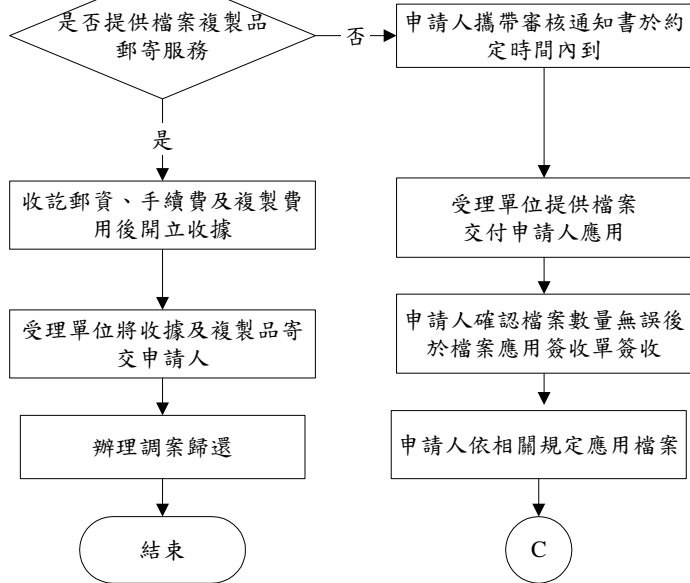 是否提供檔案複製品
郵寄服務
否
申請人攜帶審核通知書於約
定時間內到
是
收訖郵資、手續費及複製費
用後開立收據
受理單位提供檔案
交付申請人應用
受理單位將收據及複製品寄
交申請人
申請人確認檔案數量無誤後
於檔案應用簽收單簽收
辦理調案歸還
申請人依相關規定應用檔案
結束
C